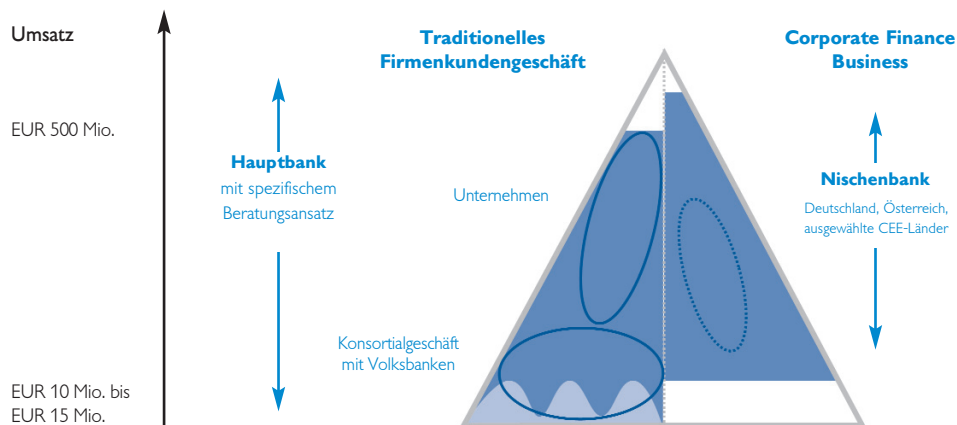 Umsatz
Traditionelles
Firmenkundengeschäft
Corporate Finance
Business
EUR 500 Mio.
Hauptbank
mit spezifischem
Beratungsansatz
Unternehmen
Nischenbank
Deutschland, Österreich,
ausgewählte CEE-Länder
Konsortialgeschäft
mit Volksbanken
EUR 10 Mio. bis
EUR 15 Mio.